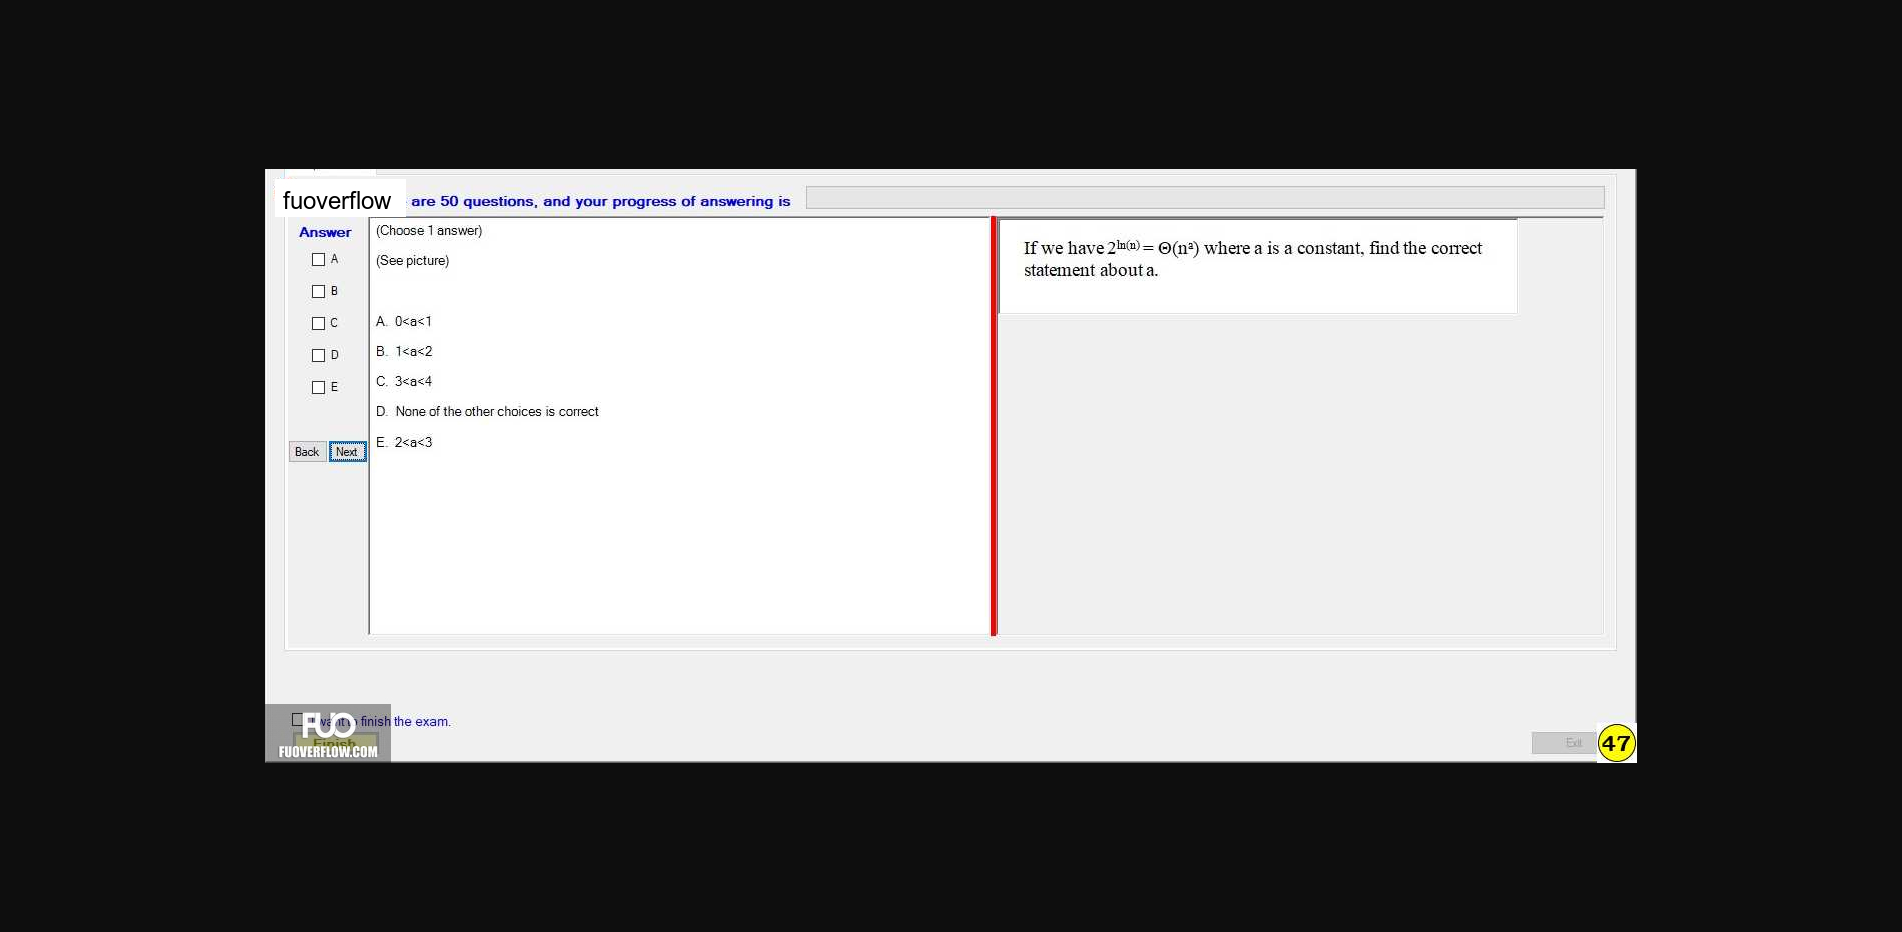 fuoverflow are 50 questions, and your progress of answering is
Answer
A
B
C
D
E
Back Next
(Choose 1 answer)
(See picture)
A. 0<a<1
B. 1<a<2
C. 3<a<4
D. None of the other choices is correct
E. 2<a<3
If we have 2^ln(n) = Θ(n^a) where a is a constant, find the correct
statement about a.
I want to finish the exam.
Finish
FUO
FUOVERFLOW.COM
Exit
47